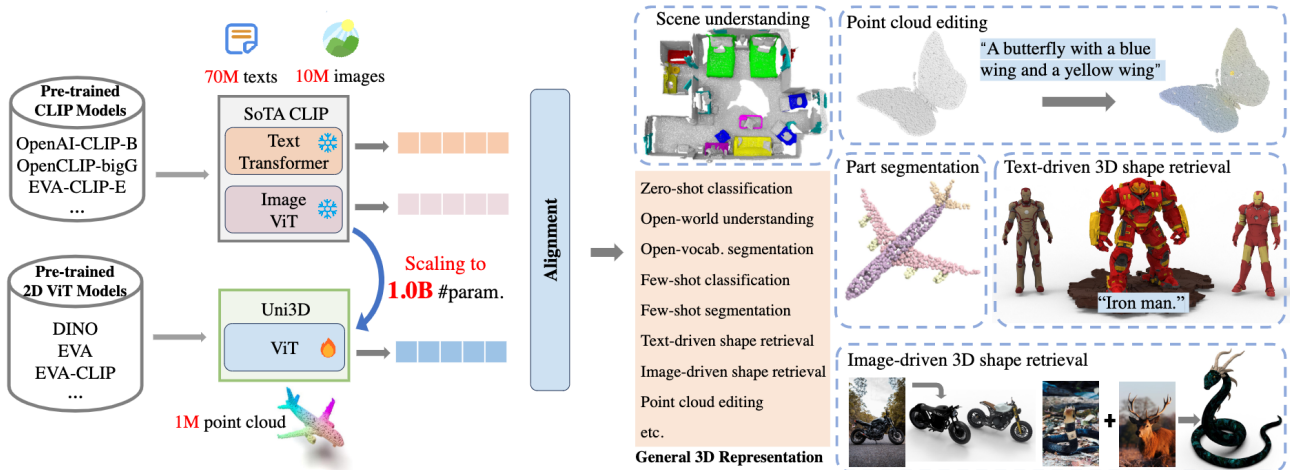 70M texts
10M images
Pre-trained
CLIP Models
OpenAI-CLIP-B
OpenCLIP-bigG
EVA-CLIP-E
...
SoTA CLIP
Text
Transformer
Image
ViT
Pre-trained
2D ViT Models
DINO
EVA
EVA-CLIP
...
Scaling to
1.0B #param.
Uni3D
ViT
1M point cloud
Alignment
Scene understanding
Zero-shot classification
Open-world understanding
Open-vocab. segmentation
Few-shot classification
Few-shot segmentation
Text-driven shape retrieval
Image-driven shape retrieval
Point cloud editing
etc.
General 3D Representation
Point cloud editing
"A butterfly with a blue
wing and a yellow wing"
Part segmentation
Text-driven 3D shape retrieval
“Iron man.”
Image-driven 3D shape retrieval
+